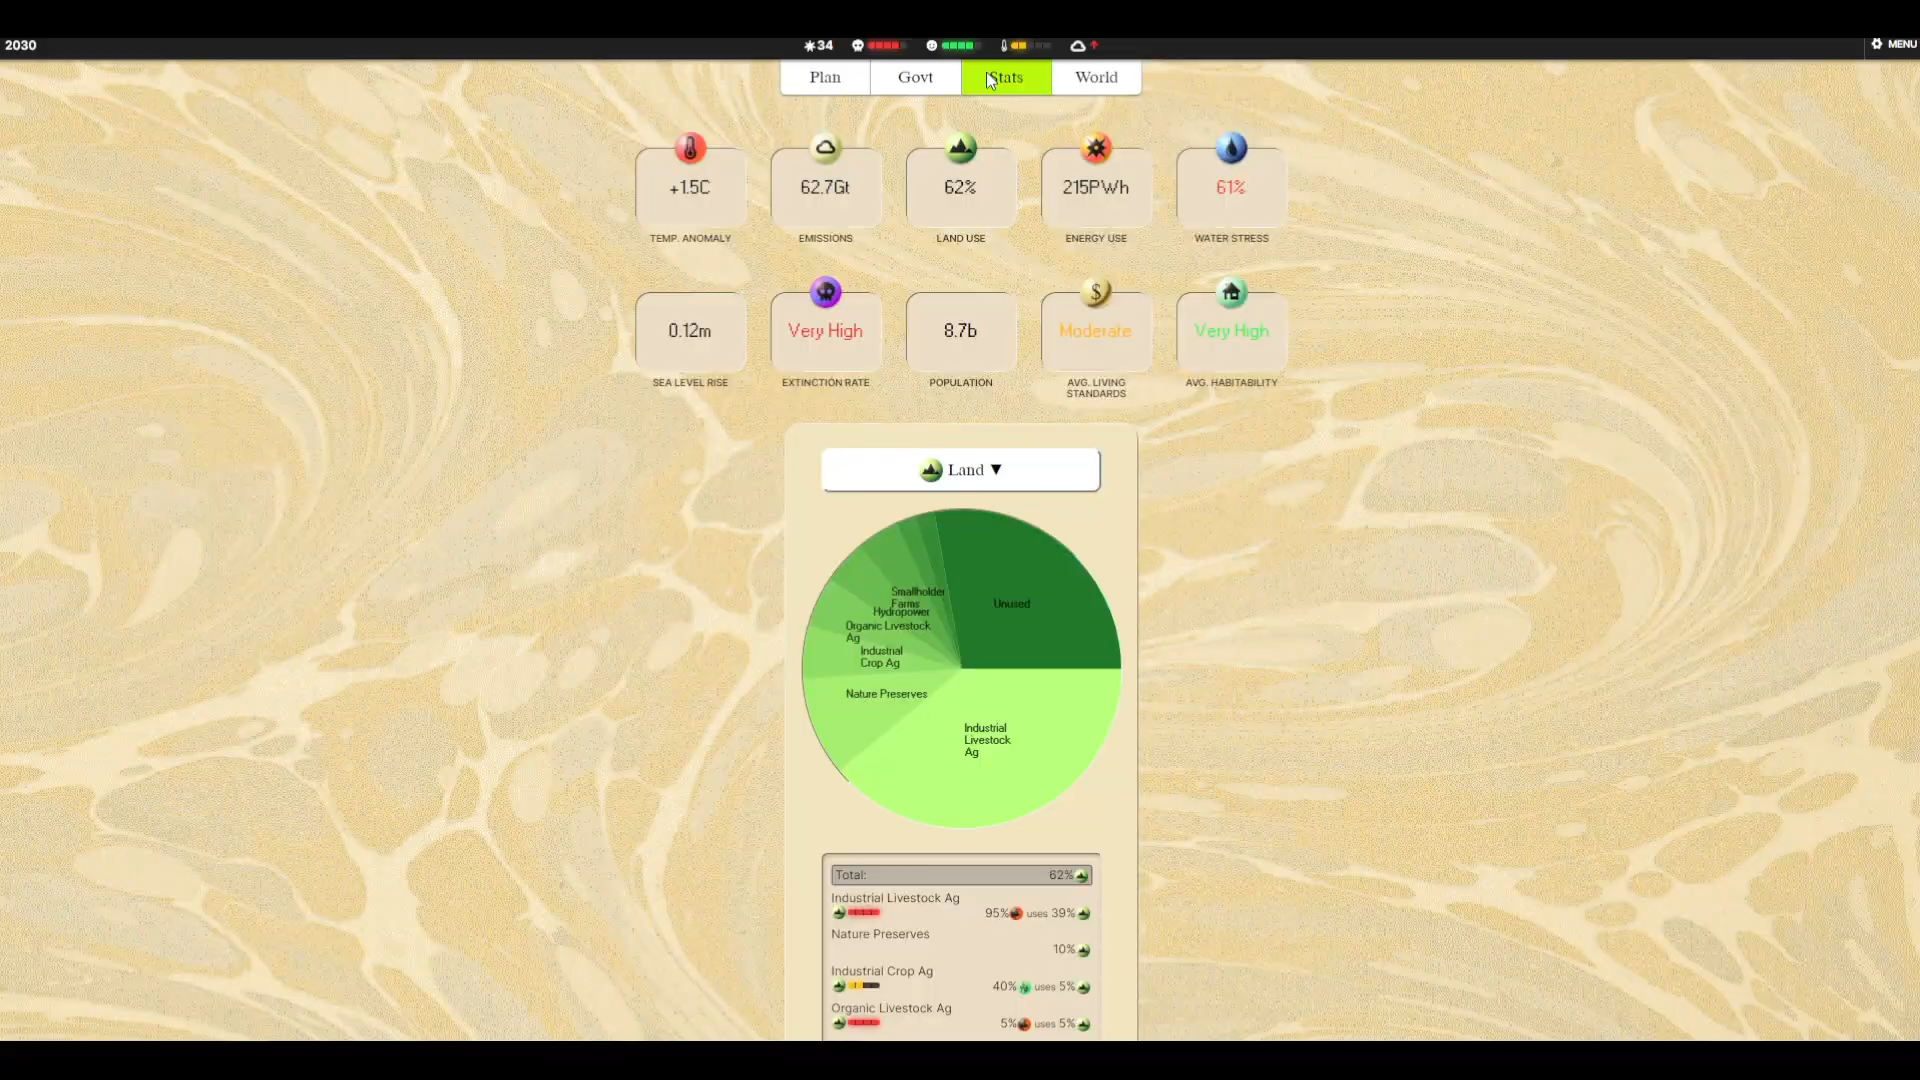 2030
34
MENU
Plan
Govt
Stats
World
+1.5C
62.7Gt
62%
215PWh
61%
TEMP. ANOMALY
EMISSIONS
LAND USE
ENERGY USE
WATER STRESS
0.12m
Very High
8.7b
Moderate
Very High
SEA LEVEL RISE
EXTINCTION RATE
POPULATION
AVG. LIVING
STANDARDS
AVG. HABITABILITY
Land ▼
Smallholder
Farms
Hydropower
Organic Livestock
Ag
Industrial
Crop Ag
Nature Preserves
Unused
Industrial
Livestock
Ag
Total: 62%
Industrial Livestock Ag
95% uses 39%
Nature Preserves
10%
Industrial Crop Ag
40% uses 5%
Organic Livestock Ag
5% uses 5%